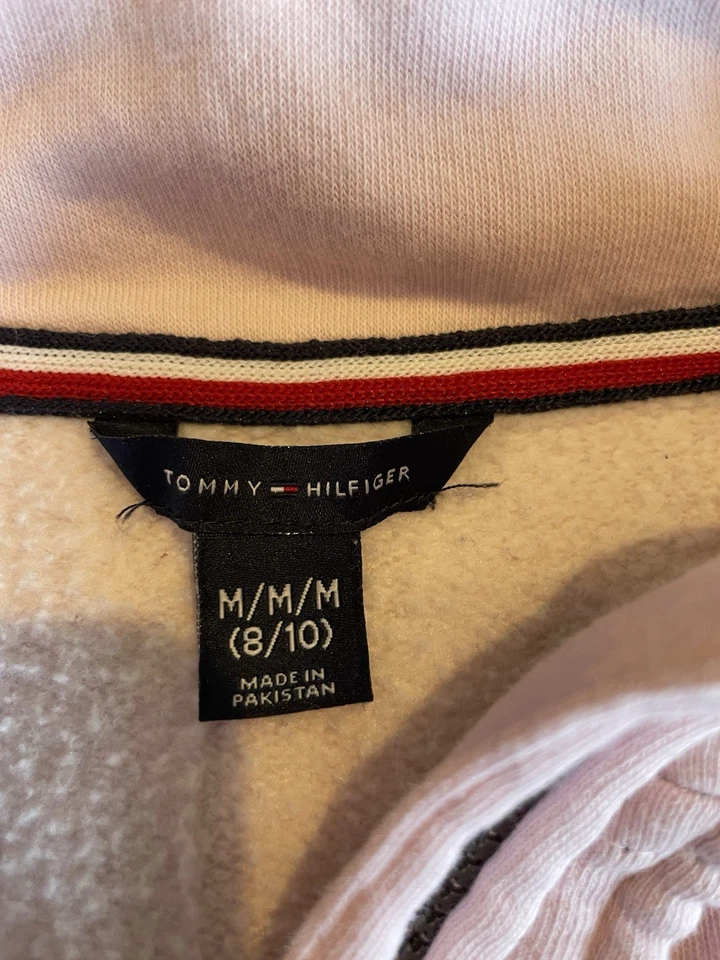 TOMMY HILFIGER
M/M/M
(8/10)
MADE IN
PAKISTAN